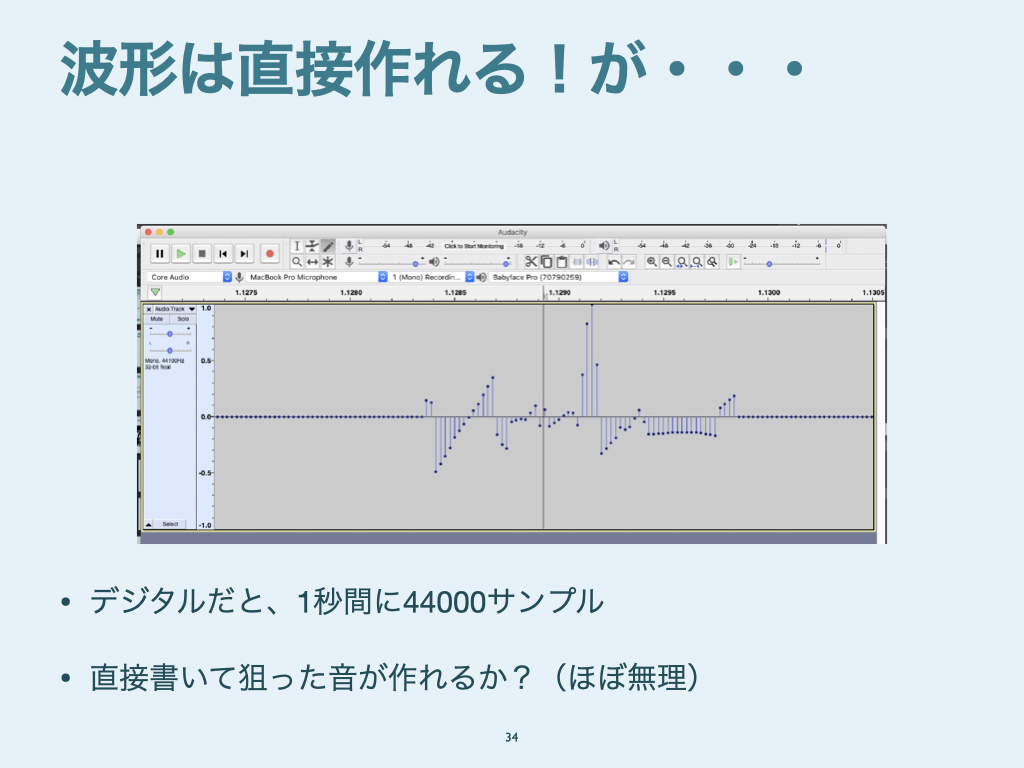 波形は直接作れる！が・・・
Audacity
L
R
-54 -48 -42 Click to Start Monitoring -18 -12 -6 0
L
R
-54 -48 -42 -36 -30 -24 -18 -12 -6 0
Core Audio
MacBook Pro Microphone
1 (Mono) Recordin...
Babyface Pro (70790259)
1.1275 1.1280 1.1285 1.1290 1.1295 1.1300 1.1305
Audio Track
Mute Solo
L R
Mono, 44100Hz
32-bit float
Select
1.0
0.5
0.0
-0.5
-1.0
• デジタルだと、1秒間に44000サンプル
• 直接書いて狙った音が作れるか？（ほぼ無理）
34